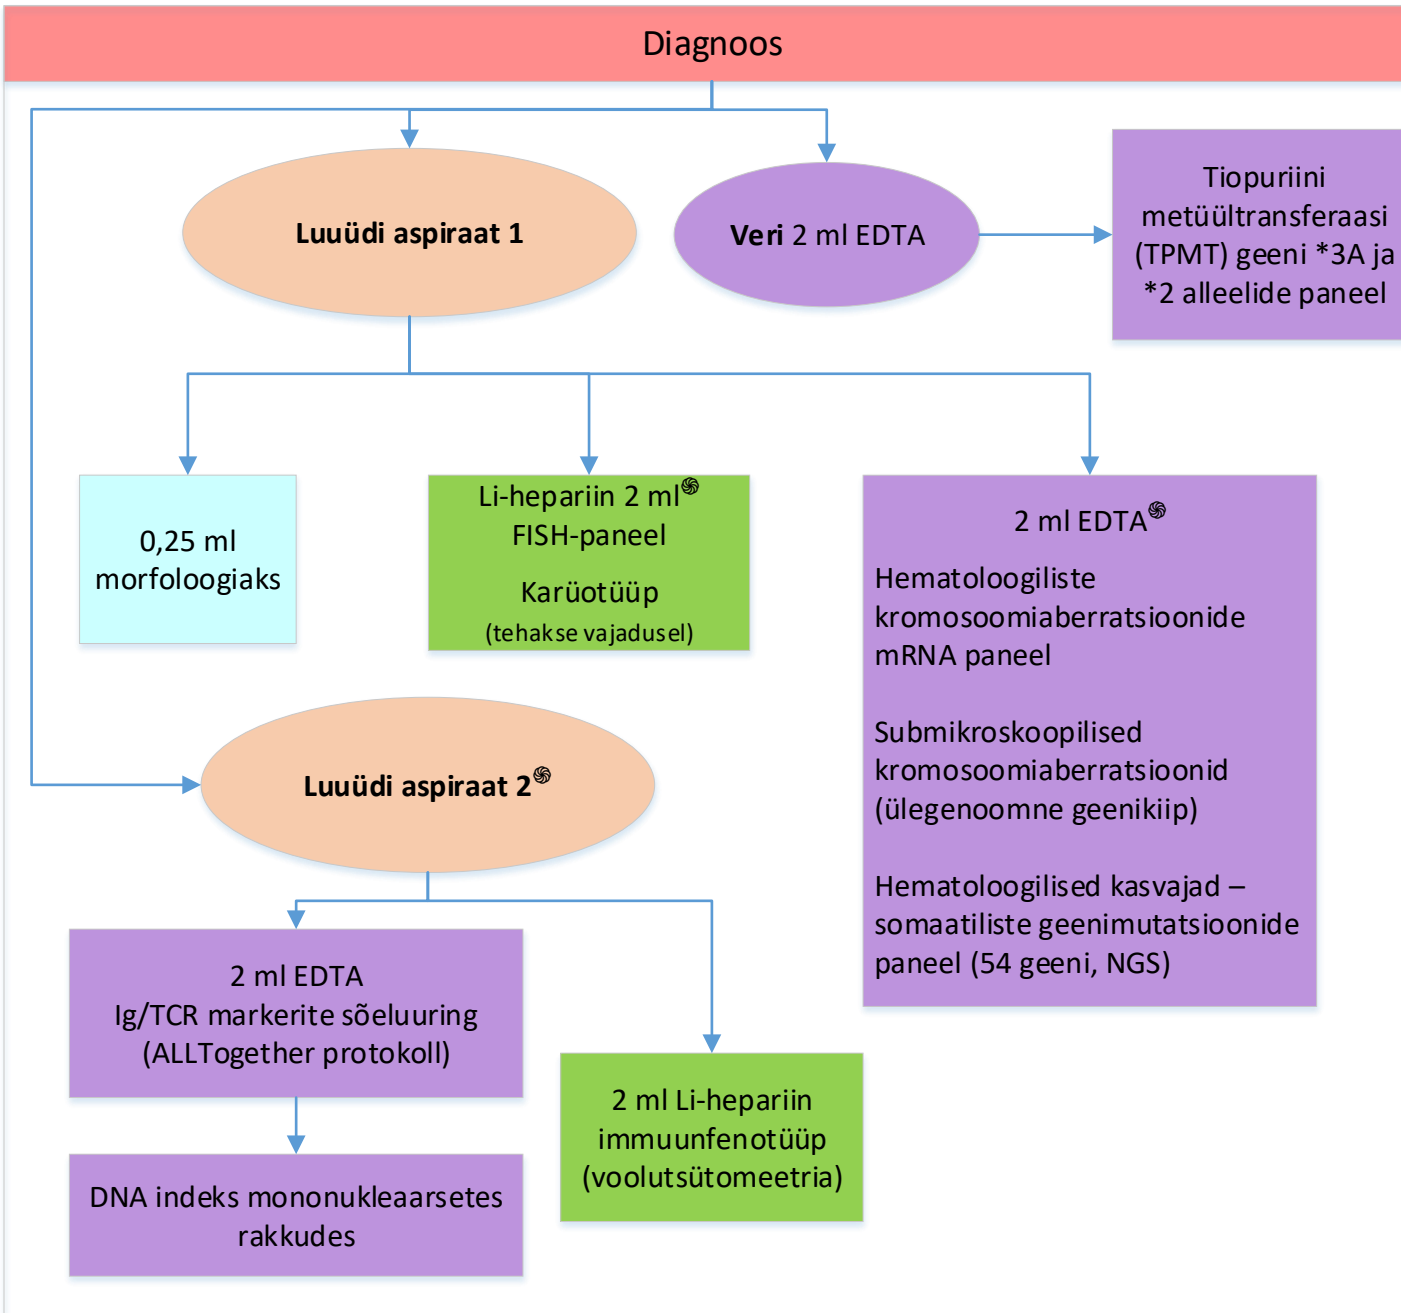 Diagnoos
Luuüdi aspiraat 1
Veri 2 ml EDTA
Tiopuriini
metüültransferaasi
(TPMT) geeni *3A ja
*2 alleelide paneel
0,25 ml
morfoloogiaks
Li-hepariin 2 ml֍
FISH-paneel
Karüotüüp
(tehakse vajadusel)
2 ml EDTA֍
Hematoloogiliste
kromosoomiaberratsioonide
mRNA paneel
Submikroskoopilised
kromosoomiaberratsioonid
(ülegenoomne geenikiip)
Hematoloogilised kasvajad –
somaatiliste geenimutatsioonide
paneel (54 geeni, NGS)
Luuüdi aspiraat 2֍
2 ml EDTA
Ig/TCR markerite sõeluuring
(ALLTogether protokoll)
2 ml Li-hepariin
immuunfenotüüp
(voolutsütomeetria)
DNA indeks mononukleaarsetes
rakkudes